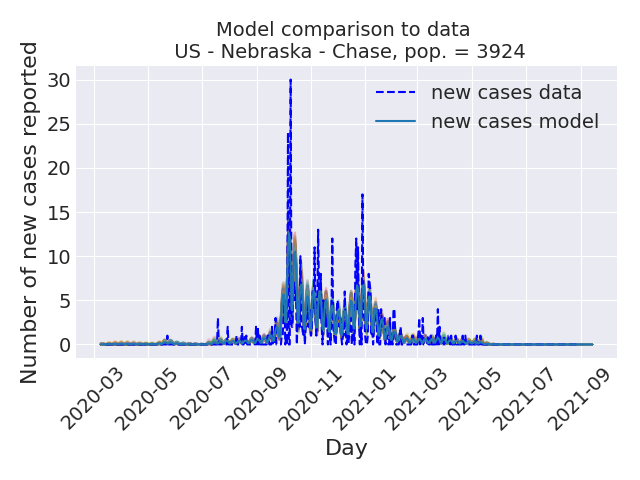 Model comparison to data
US - Nebraska - Chase, pop. = 3924
Number of new cases reported
30
25
20
15
10
5
0
new cases data
new cases model
2020-03
2020-05
2020-07
2020-09
2020-11
2021-01
2021-03
2021-05
2021-07
2021-09
Day